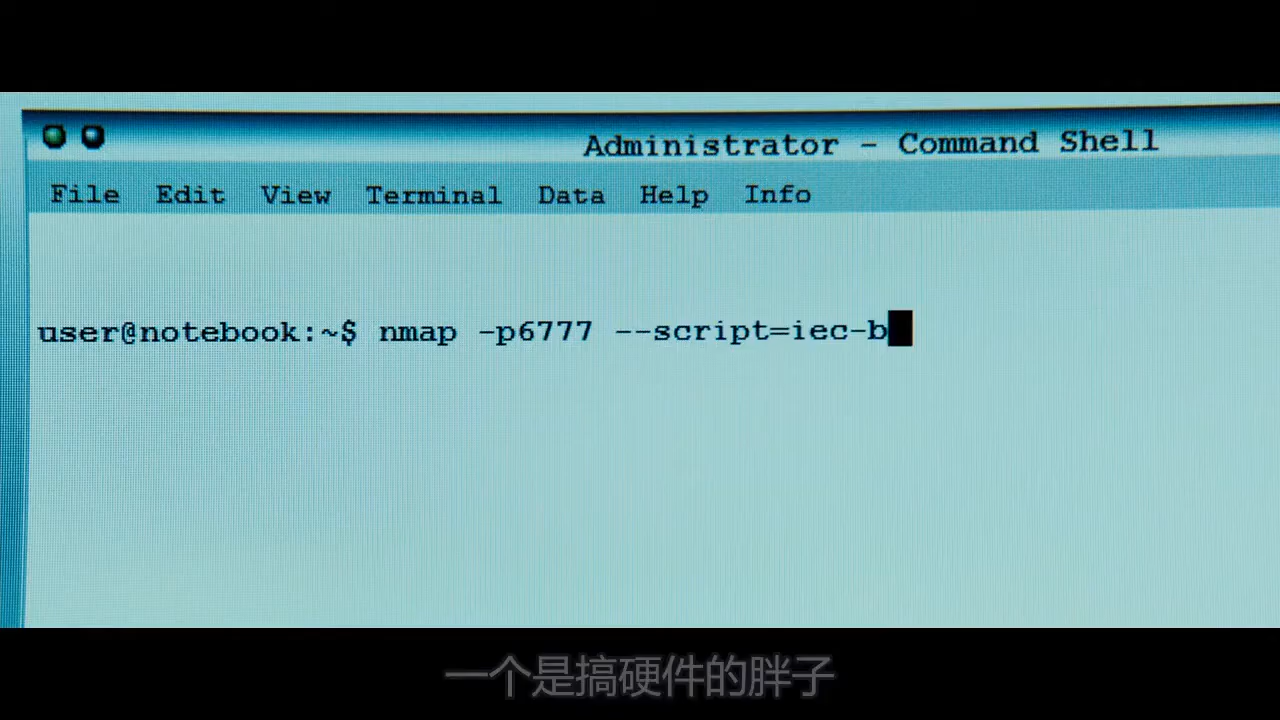 Administrator - Command Shell
File Edit View Terminal Data Help Info
user@notebook:~$ nmap -p6777 --script=iec-b
一个是搞硬件的胖子